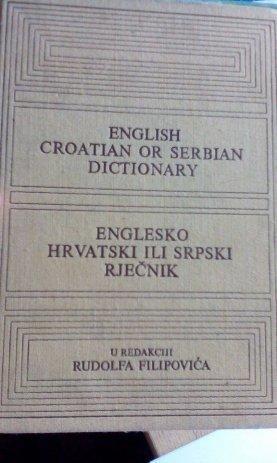 ENGLISH
CROATIAN OR SERBIAN
DICTIONARY
ENGLESKO
HRVATSKI ILI SRPSKI
RJEČNIK
U REDAKCIJI
RUDOLFA FILIPOVIĆA